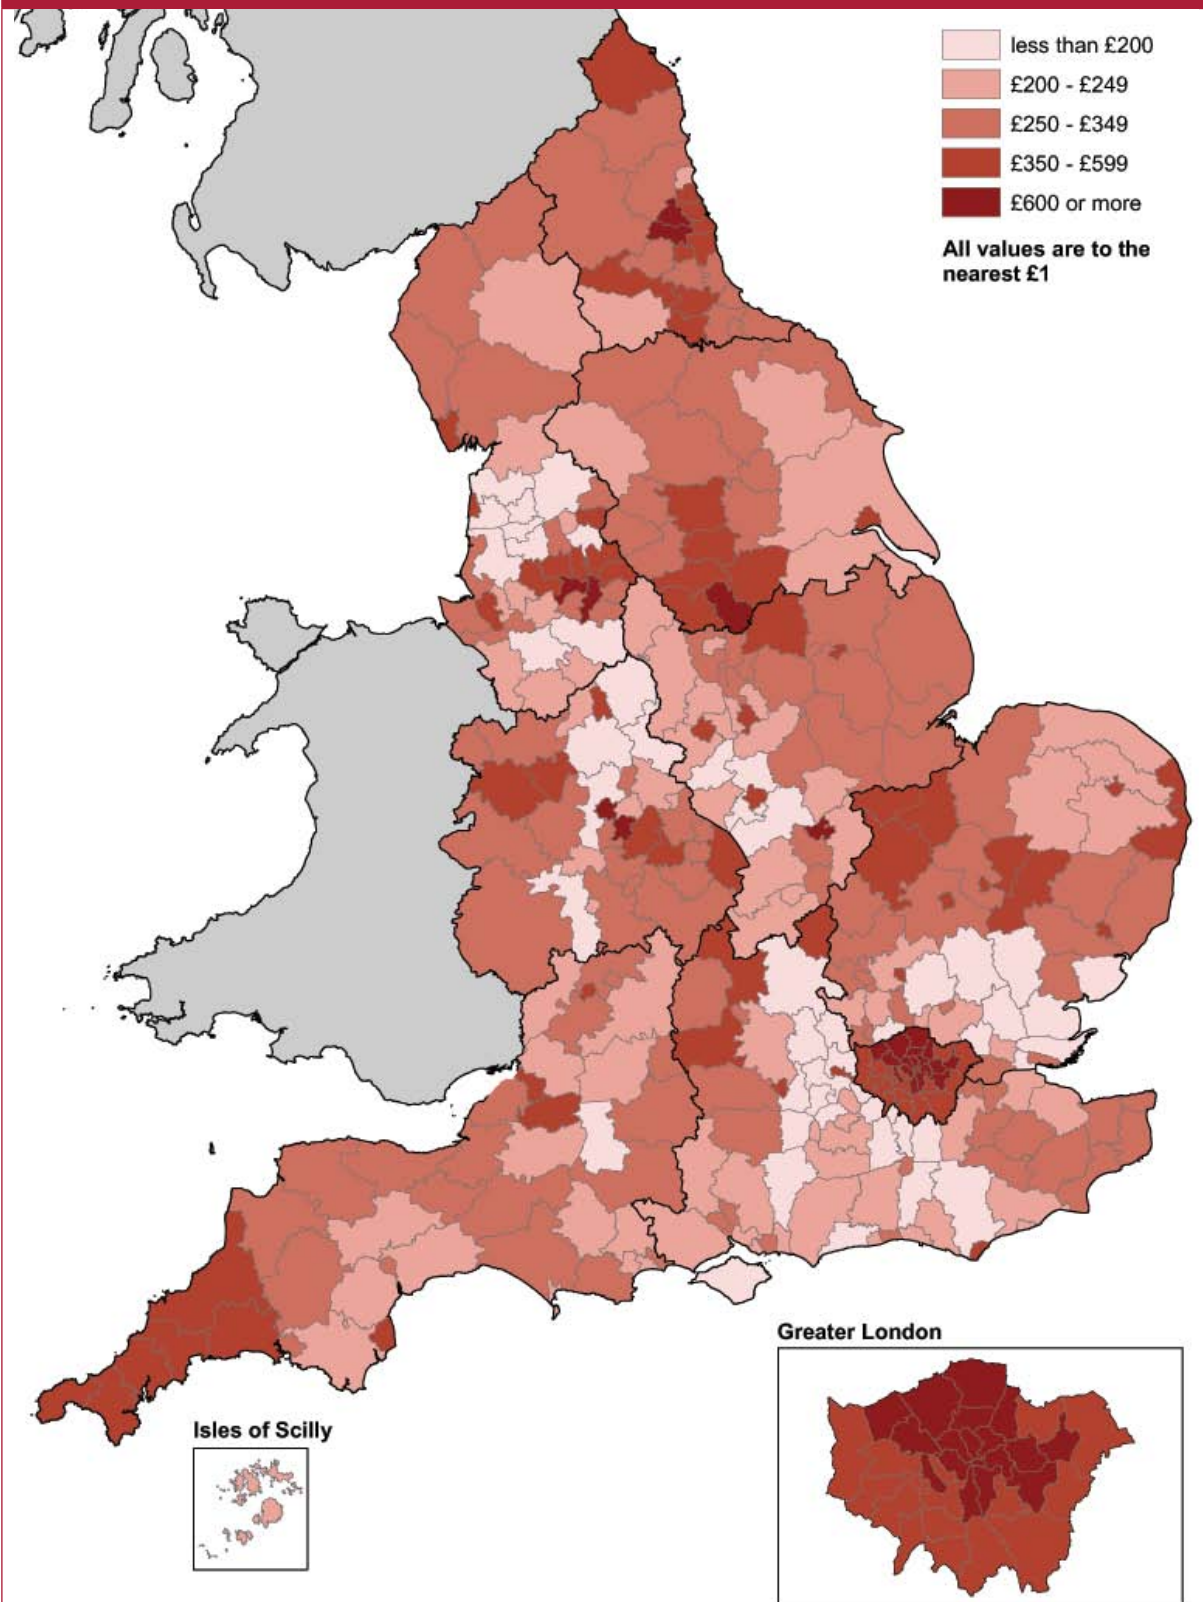 less than £200
£200 - £249
£250 - £349
£350 - £599
£600 or more
All values are to the
nearest £1
Greater London
Isles of Scilly